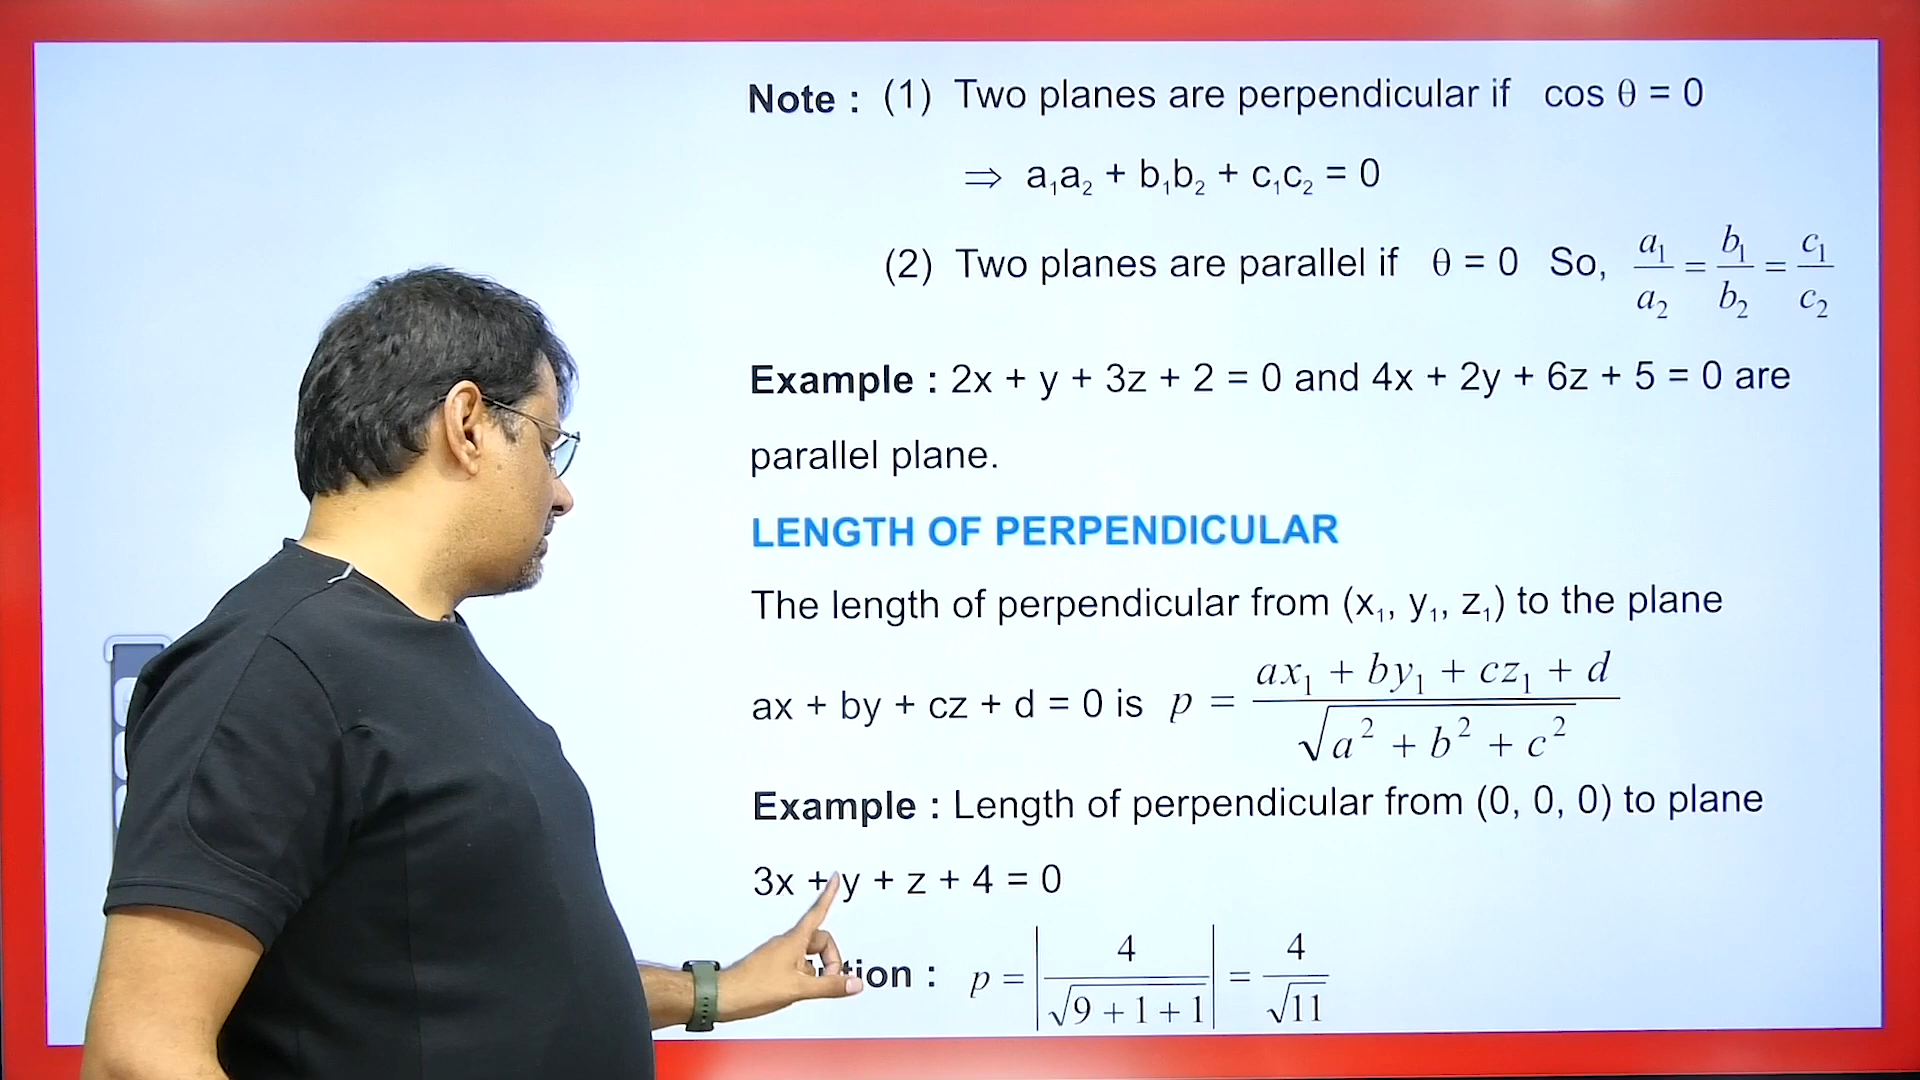 Note : (1) Two planes are perpendicular if cos θ = 0
⇒ a₁a₂ + b₁b₂ + c₁c₂ = 0
(2) Two planes are parallel if θ = 0 So, a₁/a₂ = b₁/b₂ = c₁/c₂
Example : 2x + y + 3z + 2 = 0 and 4x + 2y + 6z + 5 = 0 are
parallel plane.
LENGTH OF PERPENDICULAR
The length of perpendicular from (x₁, y₁, z₁) to the plane
ax + by + cz + d = 0 is p = (ax₁ + by₁ + cz₁ + d)/√(a² + b² + c²)
Example : Length of perpendicular from (0, 0, 0) to plane
3x + y + z + 4 = 0
: p = |4/√(9 + 1 + 1)| = 4/√11